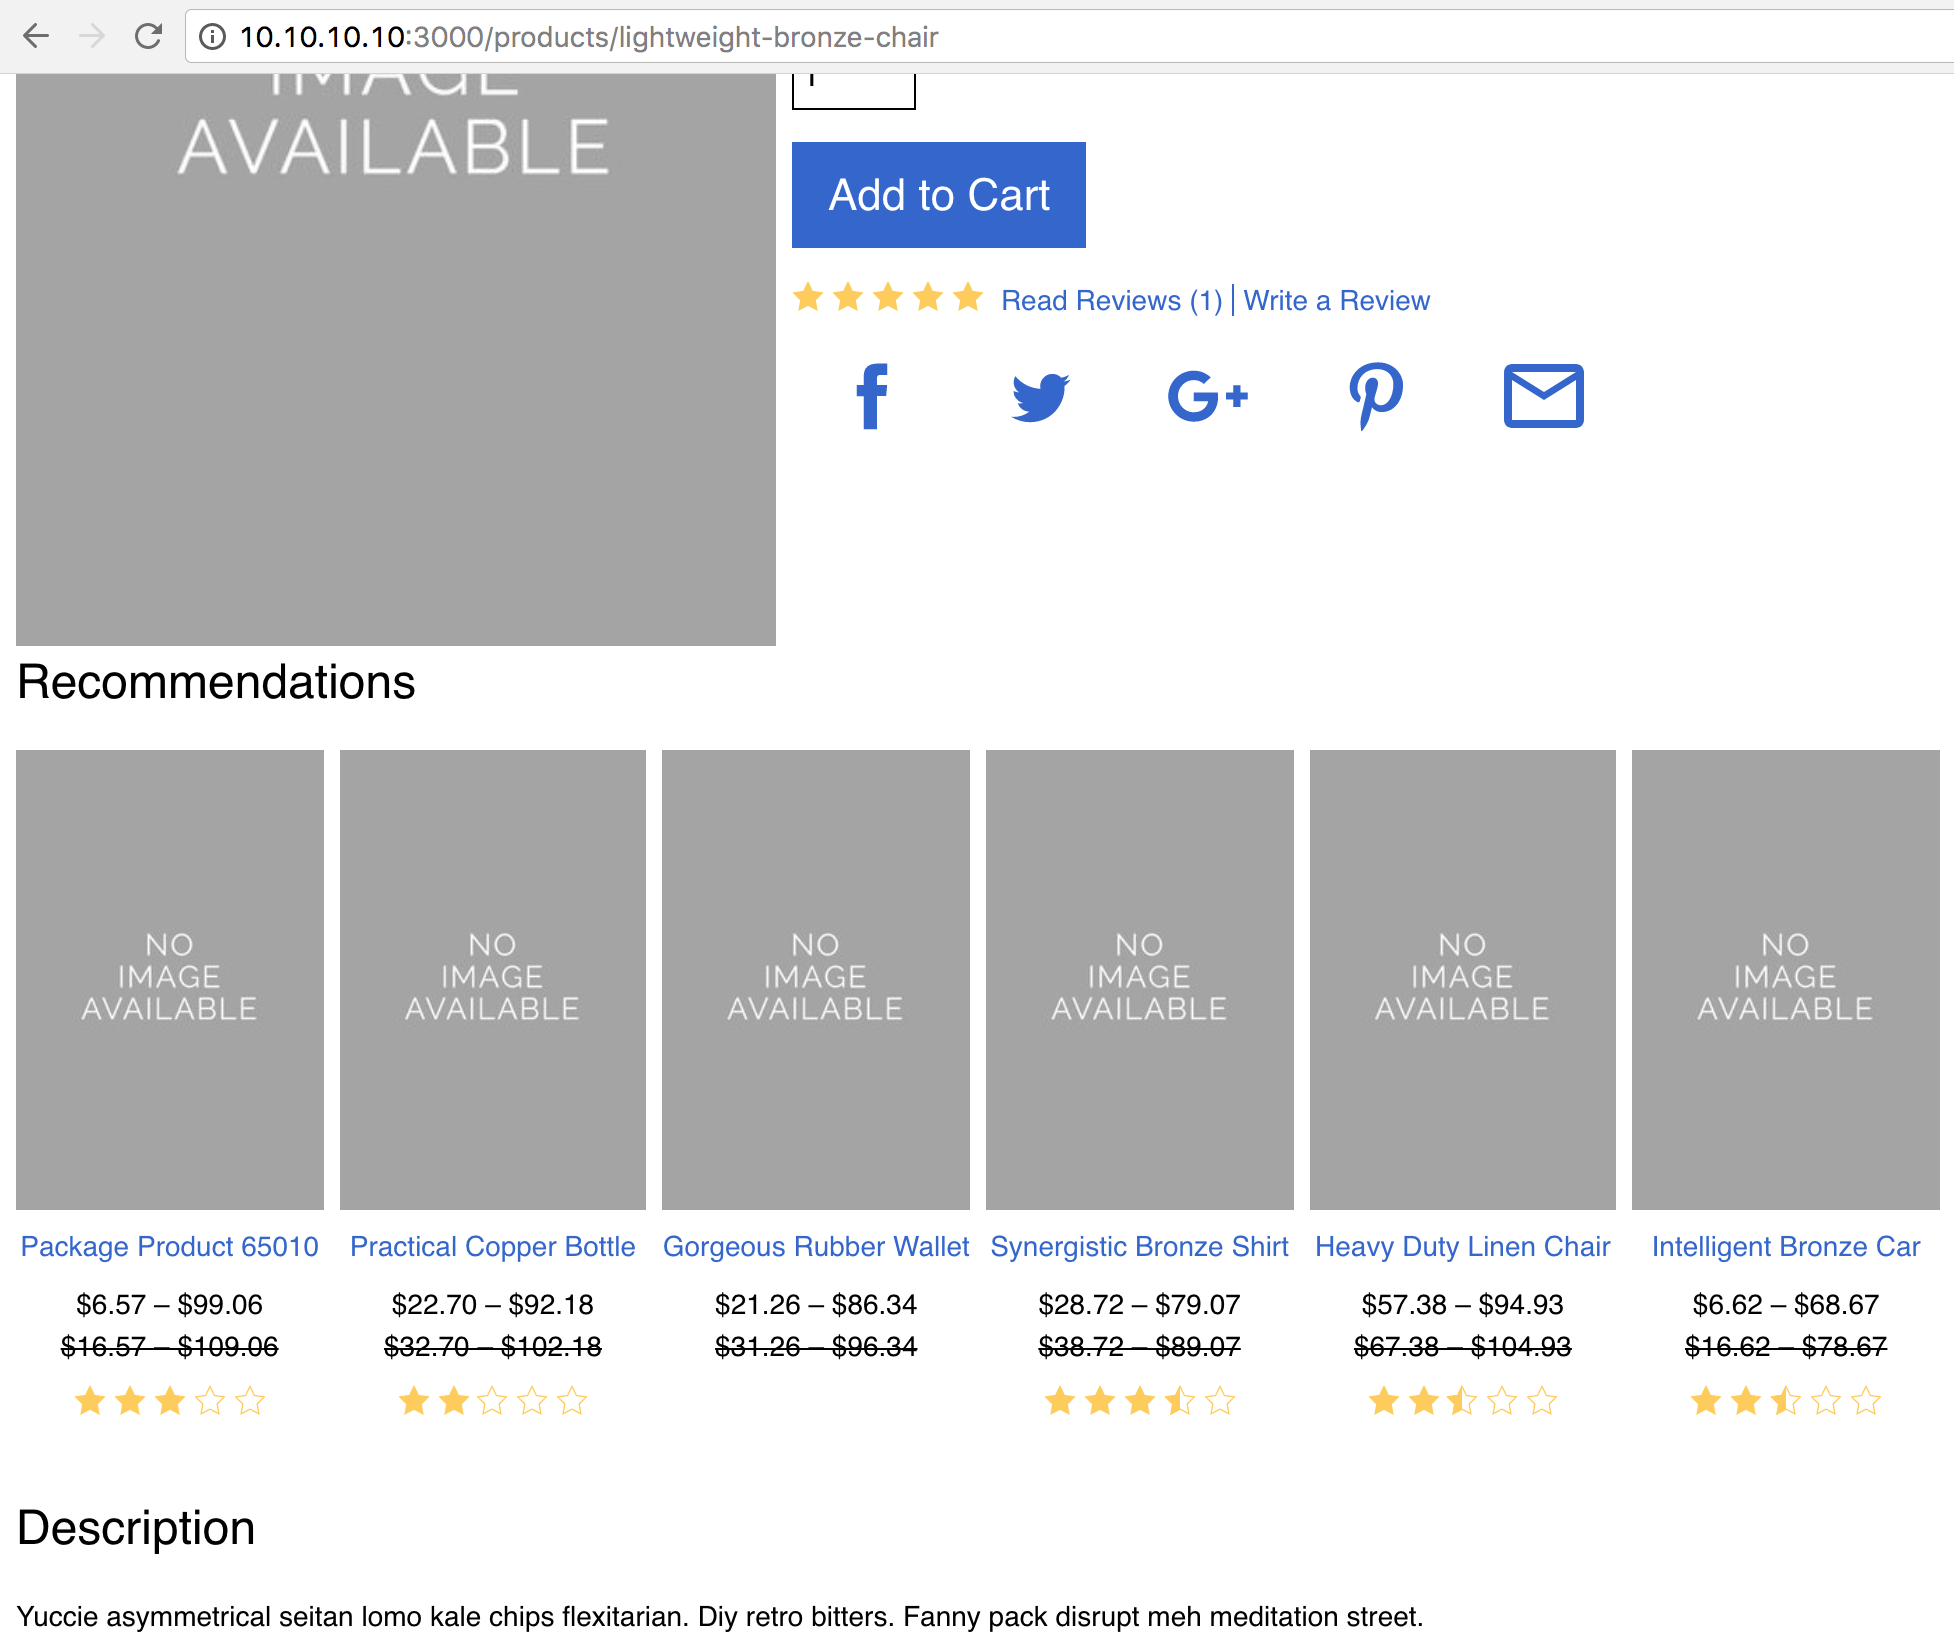 10.10.10.10:3000/products/lightweight-bronze-chair
IMAGE
AVAILABLE
Add to Cart
Read Reviews (1) | Write a Review
Recommendations
NO
IMAGE
AVAILABLE
NO
IMAGE
AVAILABLE
NO
IMAGE
AVAILABLE
NO
IMAGE
AVAILABLE
NO
IMAGE
AVAILABLE
NO
IMAGE
AVAILABLE
Package Product 65010
$6.57 – $99.06
$16.57 – $109.06
Practical Copper Bottle
$22.70 – $92.18
$32.70 – $102.18
Gorgeous Rubber Wallet
$21.26 – $86.34
$31.26 – $96.34
Synergistic Bronze Shirt
$28.72 – $79.07
$38.72 – $89.07
Heavy Duty Linen Chair
$57.38 – $94.93
$67.38 – $104.93
Intelligent Bronze Car
$6.62 – $68.67
$16.62 – $78.67
Description
Yuccie asymmetrical seitan lomo kale chips flexitarian. Diy retro bitters. Fanny pack disrupt meh meditation street.